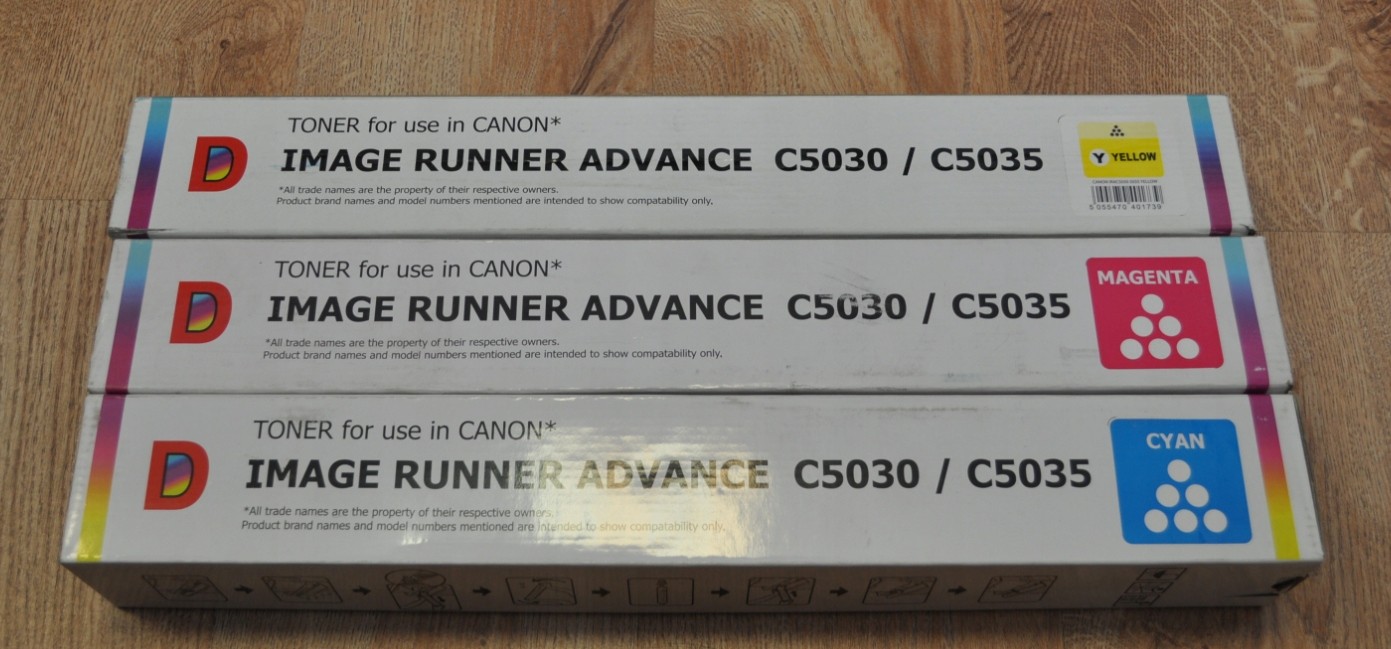 D
TONER for use in CANON*
IMAGE RUNNER ADVANCE C5030 / C5035
*All trade names are the property of their respective owners.
Product brand names and model numbers mentioned are intended to show compatability only.
Y YELLOW
5 055470 401739
D
TONER for use in CANON*
IMAGE RUNNER ADVANCE C5030 / C5035
*All trade names are the property of their respective owners.
Product brand names and model numbers mentioned are intended to show compatability only.
MAGENTA
D
TONER for use in CANON*
IMAGE RUNNER ADVANCE C5030 / C5035
*All trade names are the property of their respective owners.
Product brand names and model numbers mentioned are intended to show compatability only.
CYAN